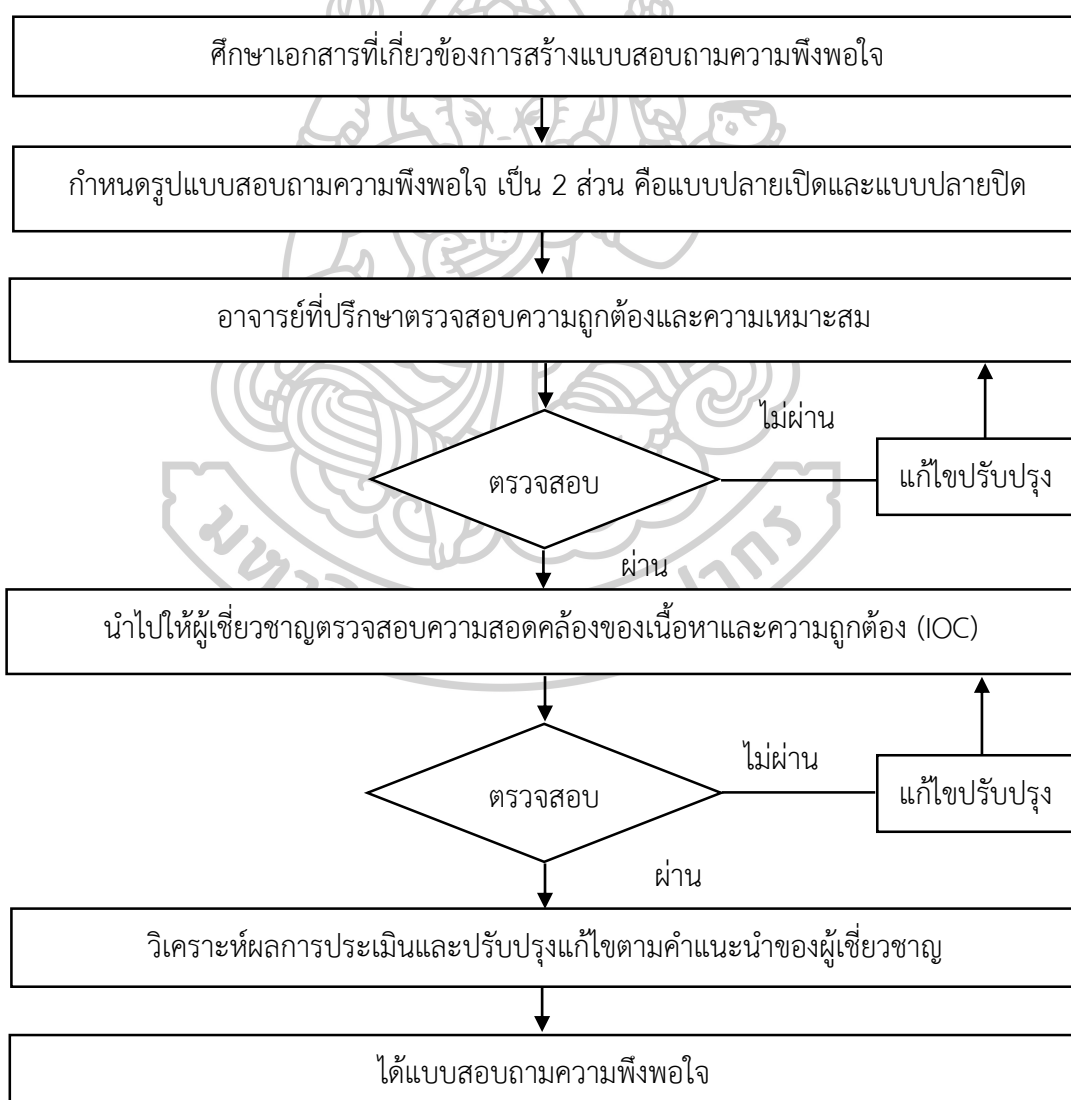 ศึกษาเอกสารที่เกี่ยวข้องการสร้างแบบสอบถามความพึงพอใจ
กำหนดรูปแบบสอบถามความพึงพอใจ เป็น 2 ส่วน คือแบบปลายเปิดและแบบปลายปิด
อาจารย์ที่ปรึกษาตรวจสอบความถูกต้องและความเหมาะสม
ไม่ผ่าน
ตรวจสอบ
แก้ไขปรับปรุง
ผ่าน
นำไปให้ผู้เชี่ยวชาญตรวจสอบความสอดคล้องของเนื้อหาและความถูกต้อง (IOC)
ไม่ผ่าน
ตรวจสอบ
แก้ไขปรับปรุง
ผ่าน
วิเคราะห์ผลการประเมินและปรับปรุงแก้ไขตามคำแนะนำของผู้เชี่ยวชาญ
ได้แบบสอบถามความพึงพอใจ